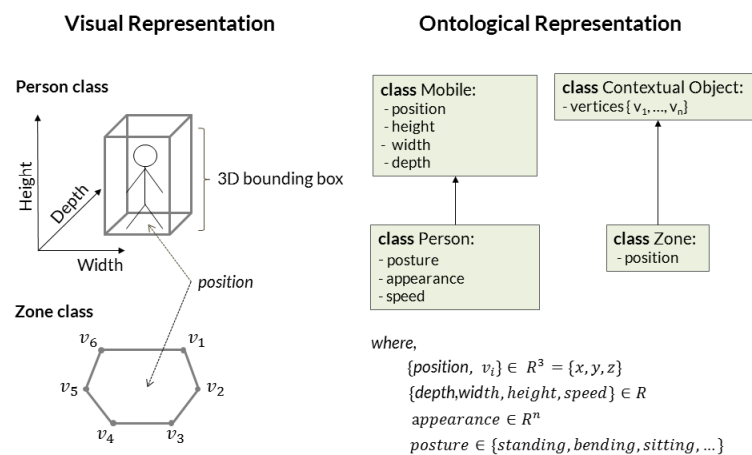 Visual Representation
Person class
Height
Depth
Width
3D bounding box
position
Zone class
v₆
v₁
v₅
v₂
v₄
v₃
Ontological Representation
class Mobile:
- position
- height
- width
- depth
class Contextual Object:
- vertices{ v₁,...,vₙ}
class Person:
- posture
- appearance
- speed
class Zone:
- position
where,
{position, vᵢ} ∈ R³ = {x, y, z}
{depth,width, height, speed} ∈ R
appearance ∈ Rⁿ
posture ∈ {standing, bending, sitting, ...}